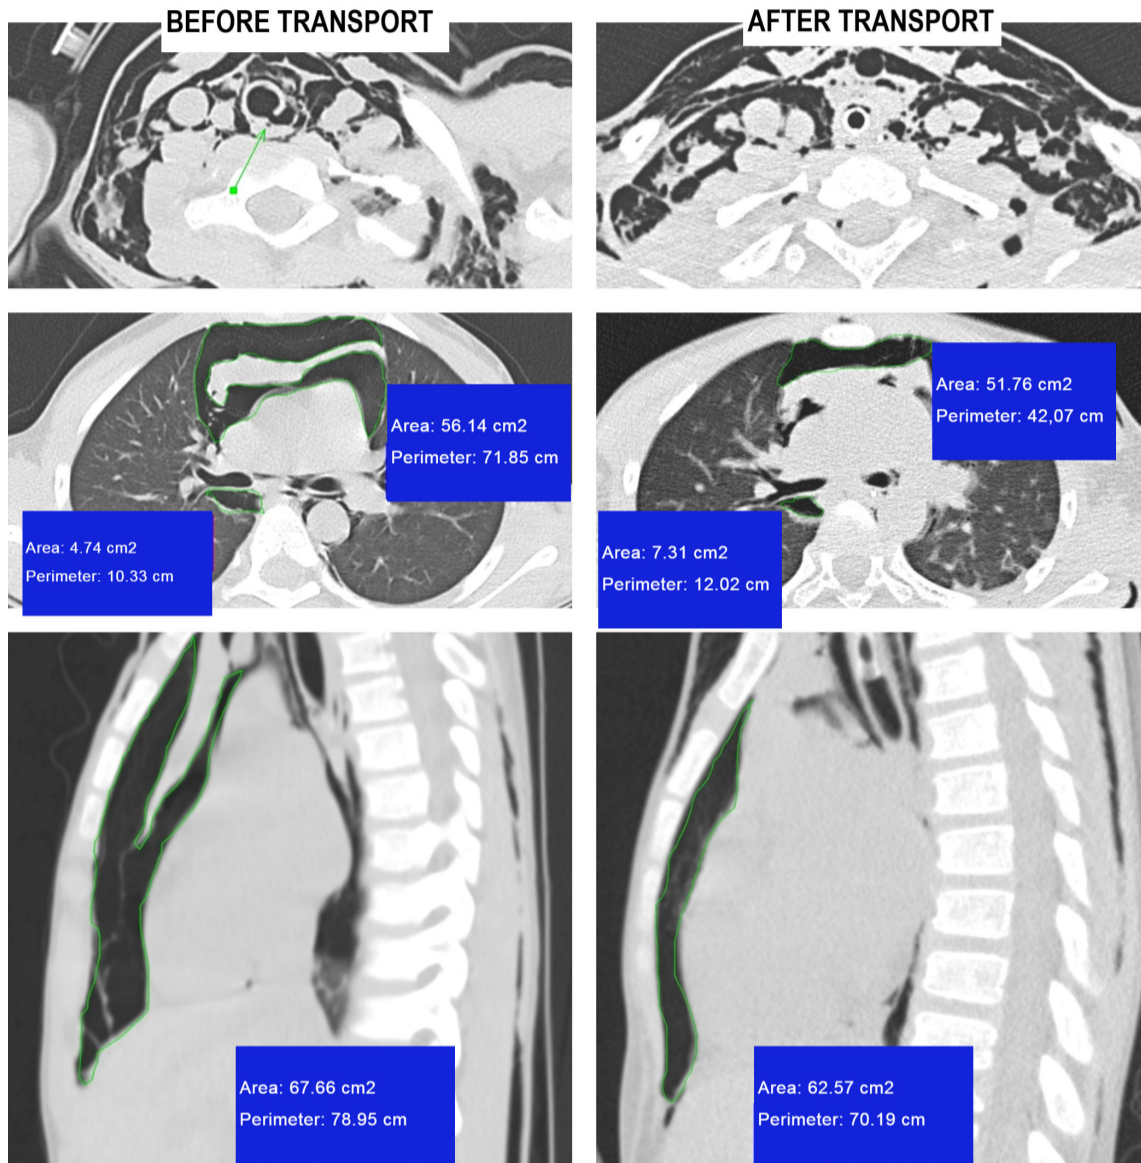 BEFORE TRANSPORT
AFTER TRANSPORT
Area: 56.14 cm2
Perimeter: 71.85 cm
Area: 4.74 cm2
Perimeter: 10.33 cm
Area: 51.76 cm2
Perimeter: 42,07 cm
Area: 7.31 cm2
Perimeter: 12.02 cm
Area: 67.66 cm2
Perimeter: 78.95 cm
Area: 62.57 cm2
Perimeter: 70.19 cm